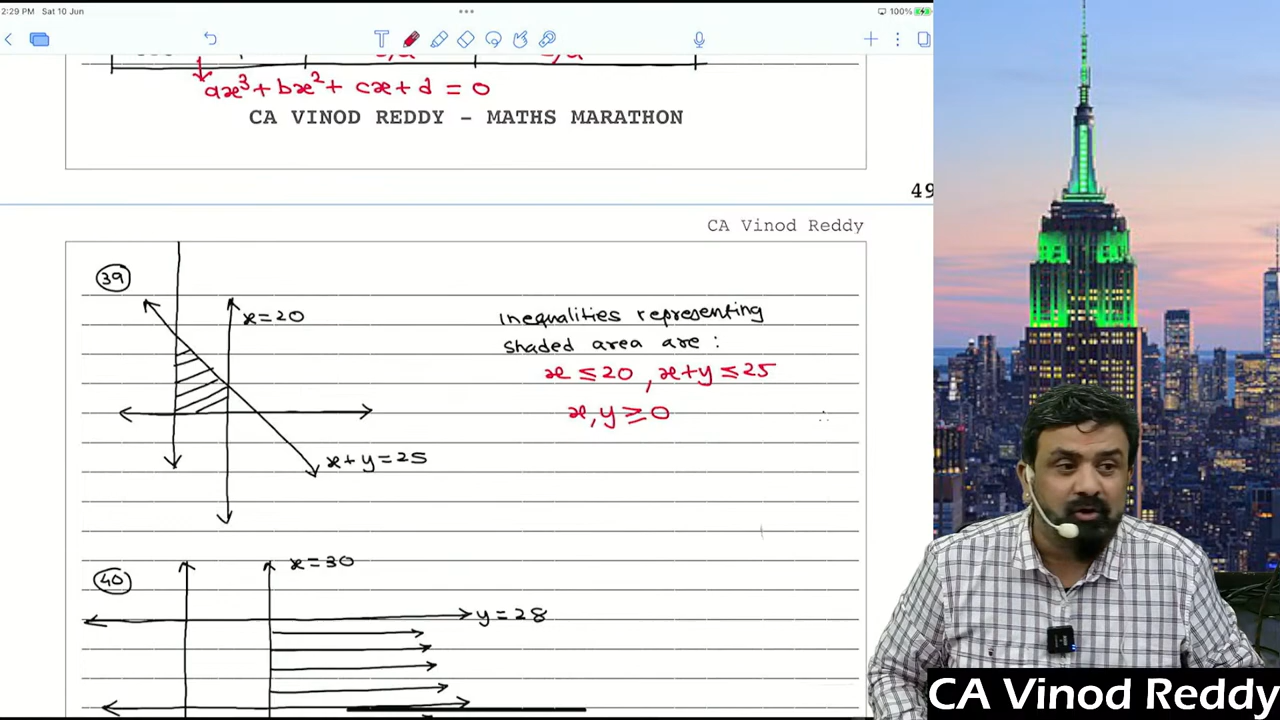 2:29 PM Sat 10 Jun
100%
ax³ + bx² + cx + d = 0
CA VINOD REDDY - MATHS MARATHON
49
CA Vinod Reddy
39
x=20
Inequalities representing
shaded area are :
x ≤ 20, x+y ≤ 25
x, y ≥ 0
x + y = 25
40
x=30
y = 28
CA Vinod Reddy